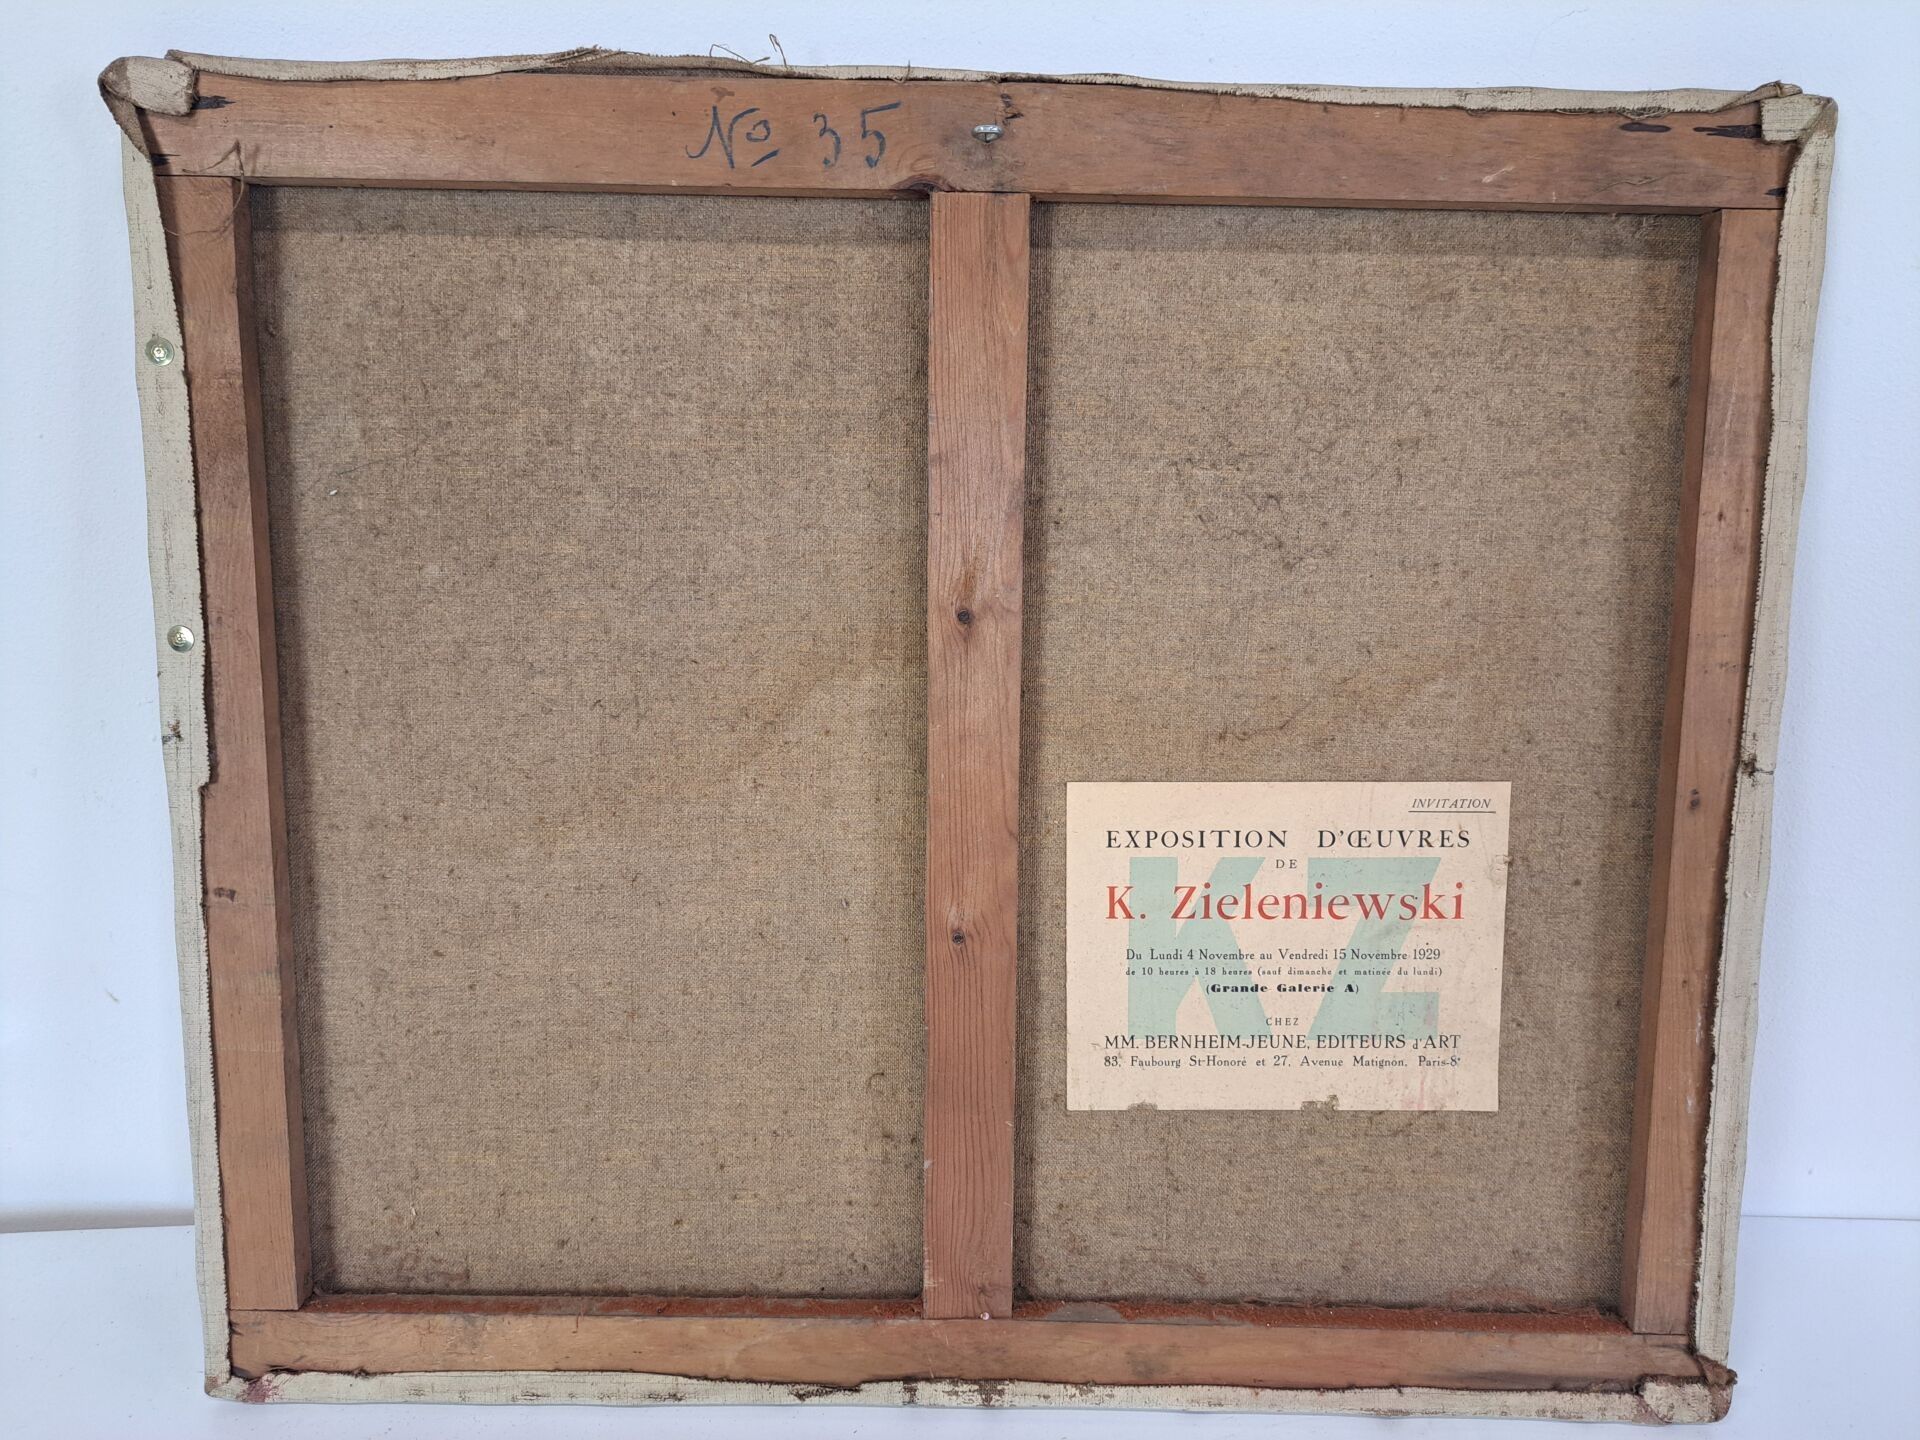 No 35
INVITATION
EXPOSITION D'ŒUVRES
DE
KZ
K. Zieleniewski
Du Lundi 4 Novembre au Vendredi 15 Novembre 1929
de 10 heures à 18 heures (sauf dimanche et matinée du lundi)
(Grande Galerie A)
CHEZ
MM. BERNHEIM-JEUNE, EDITEURS d'ART
83, Faubourg St-Honoré et 27, Avenue Matignon, Paris-8e